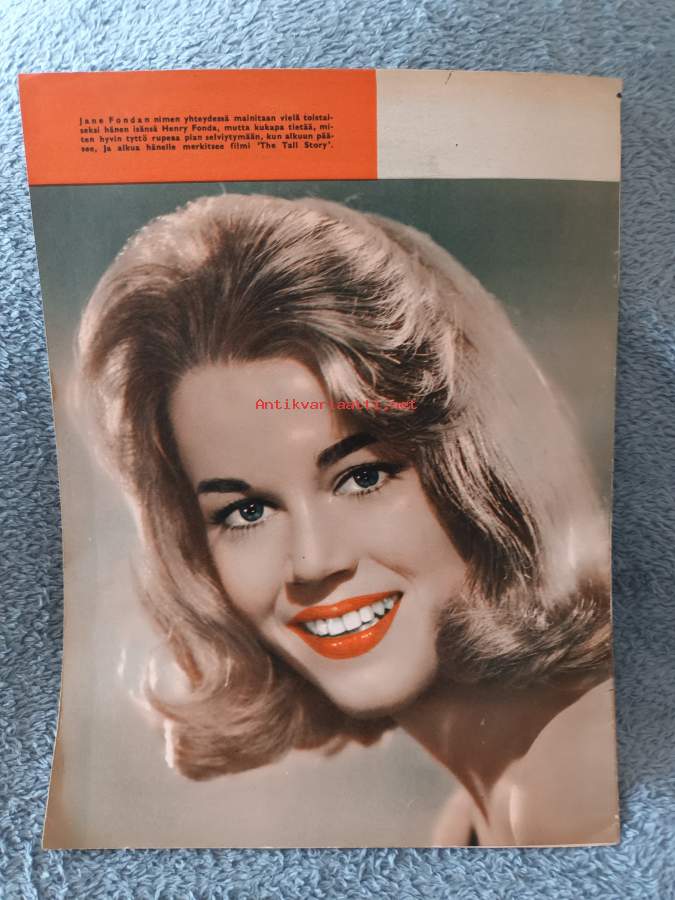 Jane Fondan nimen yhteydessä mainitaan vielä toistai-
seksi hänen isänsä Henry Fonda, mutta kukapa tietää, mi-
ten hyvin tyttö rupeaa pian selviytymään, kun alkuun pää-
see. Ja alkua hänelle merkitsee filmi 'The Tall Story'.
Antikvariaatti.net